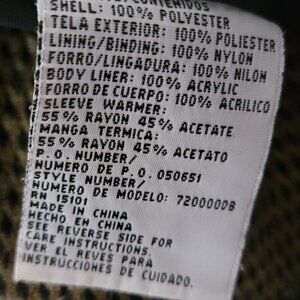 CONTENIDOS
SHELL: 100% POLYESTER
TELA EXTERIOR: 100% POLIESTER
LINING/BINDING: 100% NYLON
FORRO/LINGADURA: 100% NILON
BODY LINER: 100% ACRYLIC
FORRO DE CUERPO: 100% ACRILICO
SLEEVE WARMER:
55% RAYON 45% ACETATE
MANGA TERMICA:
55% RAYON 45% ACETATO
P.O. NUMBER/
NUMERO DE P.O. 050651
STYLE NUMBER/
NUMERO DE MODELO: 7200000B
RN 15101
MADE IN CHINA
HECHO EN CHINA
SEE REVERSE SIDE FOR
CARE INSTRUCTIONS.
VER EL REVES PARA
INSTRUCCIONES DE CUIDADO.